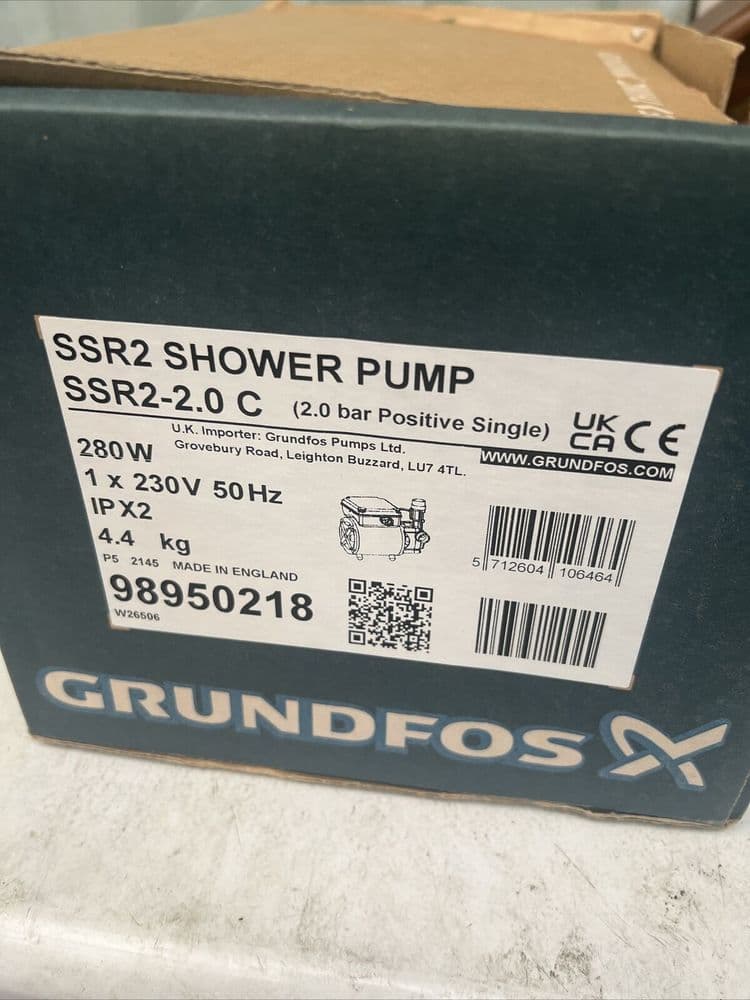 SSR2 SHOWER PUMP
SSR2-2.0 C (2.0 bar Positive Single)
UK
CA CE
U.K. Importer: Grundfos Pumps Ltd.
Grovebury Road, Leighton Buzzard, LU7 4TL.
WWW.GRUNDFOS.COM
280W
1 x 230V 50Hz
IPX2
4.4 kg
P5 2145 MADE IN ENGLAND
98950218
W26506
5 712604 106464
GRUNDFOS